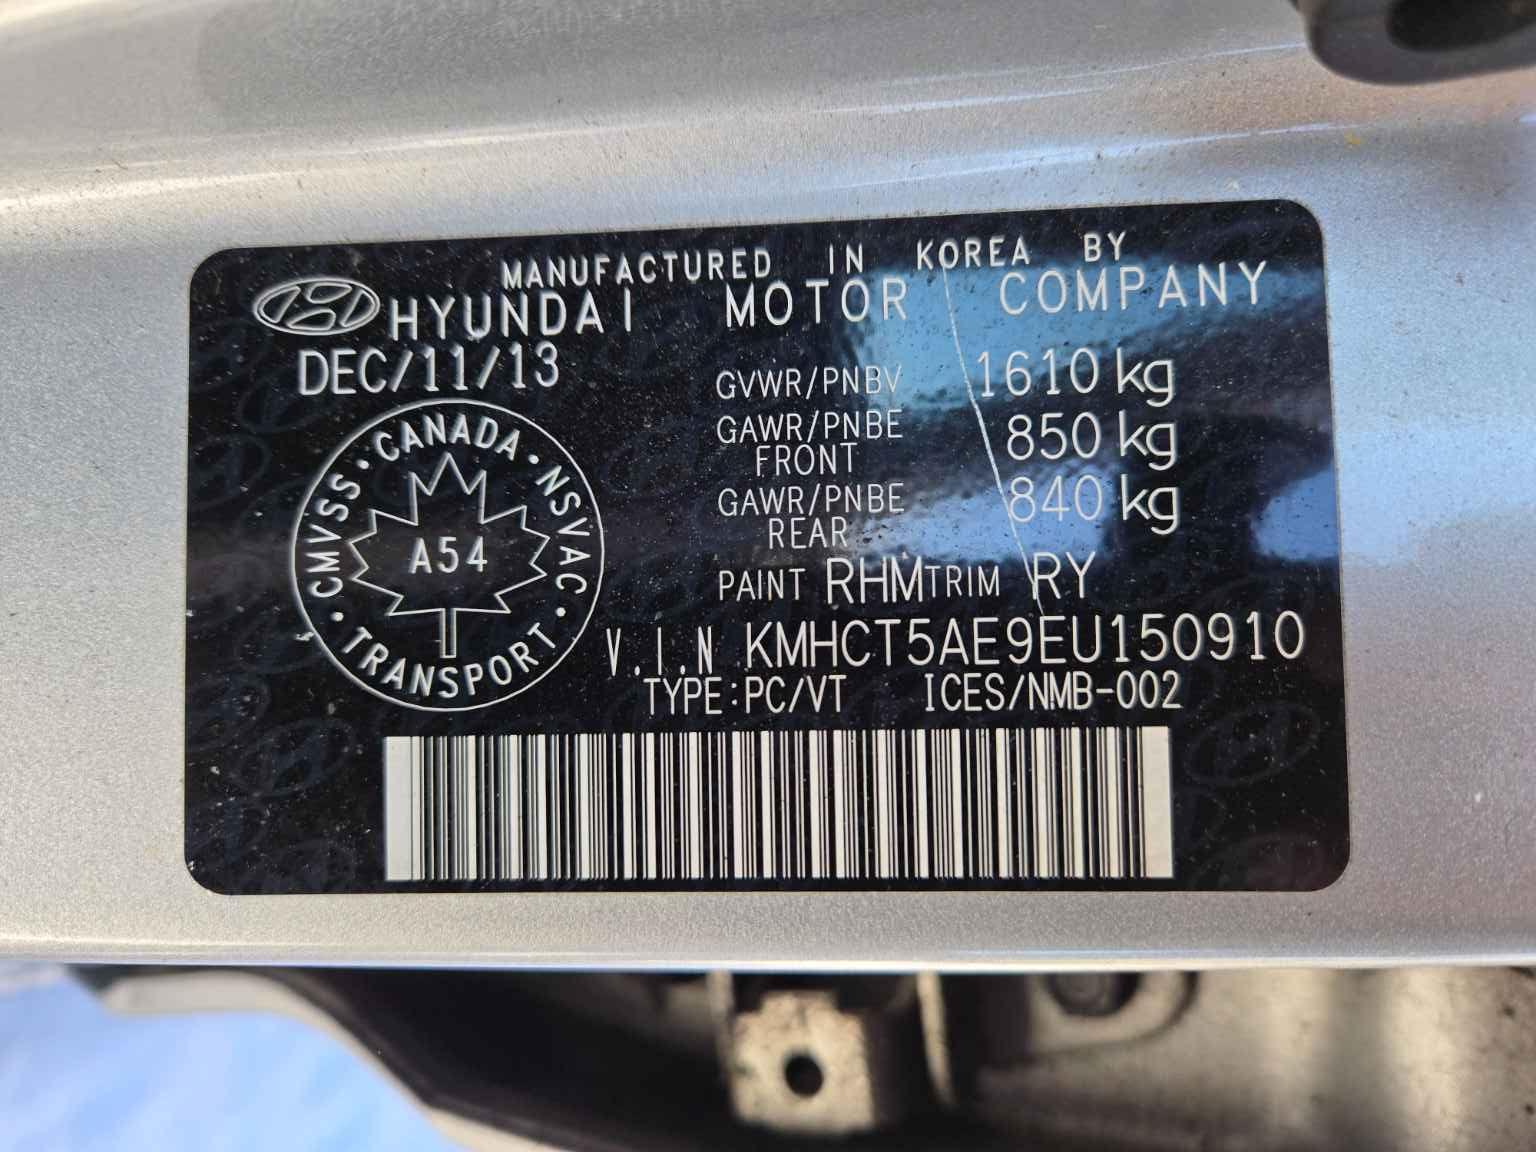 MANUFACTURED IN KOREA BY
HYUNDAI MOTOR COMPANY
DEC/11/13
GVWR/PNBV 1610 kg
GAWR/PNBE FRONT 850 kg
GAWR/PNBE REAR 840 kg
PAINT RHM TRIM RY
CMVSS · CANADA · NSVAC · TRANSPORT ·
A54
V.I.N KMHCT5AE9EU150910
TYPE:PC/VT ICES/NMB-002